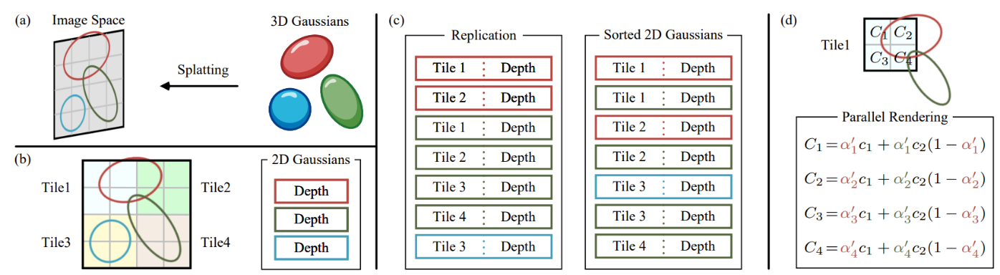 (a)
Image Space
3D Gaussians
Splatting
(b)
Tile1
Tile2
Tile3
Tile4
2D Gaussians
Depth
Depth
Depth
(c)
Replication
Tile 1 ⋮ Depth
Tile 2 ⋮ Depth
Tile 1 ⋮ Depth
Tile 2 ⋮ Depth
Tile 3 ⋮ Depth
Tile 4 ⋮ Depth
Tile 3 ⋮ Depth
Sorted 2D Gaussians
Tile 1 ⋮ Depth
Tile 1 ⋮ Depth
Tile 2 ⋮ Depth
Tile 2 ⋮ Depth
Tile 3 ⋮ Depth
Tile 3 ⋮ Depth
Tile 4 ⋮ Depth
(d)
Tile1
C₁ C₂
C₃ C₄
Parallel Rendering
C₁ = α′₁c₁ + α′₁c₂(1 − α′₁)
C₂ = α′₂c₁ + α′₂c₂(1 − α′₂)
C₃ = α′₃c₁ + α′₃c₂(1 − α′₃)
C₄ = α′₄c₁ + α′₄c₂(1 − α′₄)